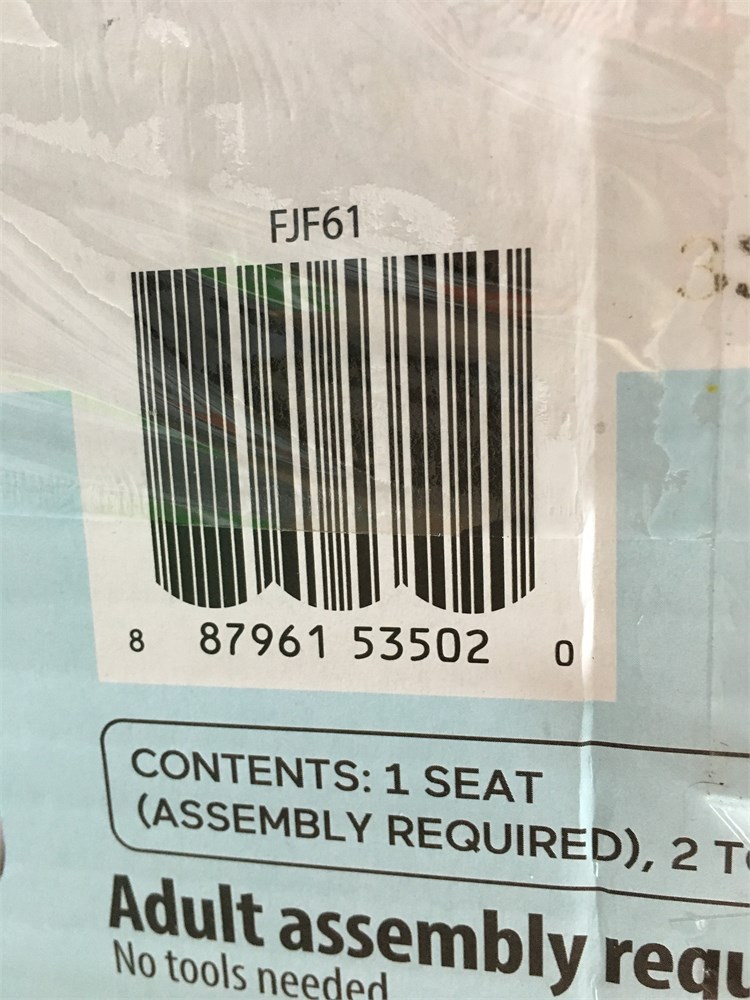 FJF61
8 87961 53502 0
CONTENTS: 1 SEAT
(ASSEMBLY REQUIRED), 2
Adult assembly
No tools needed